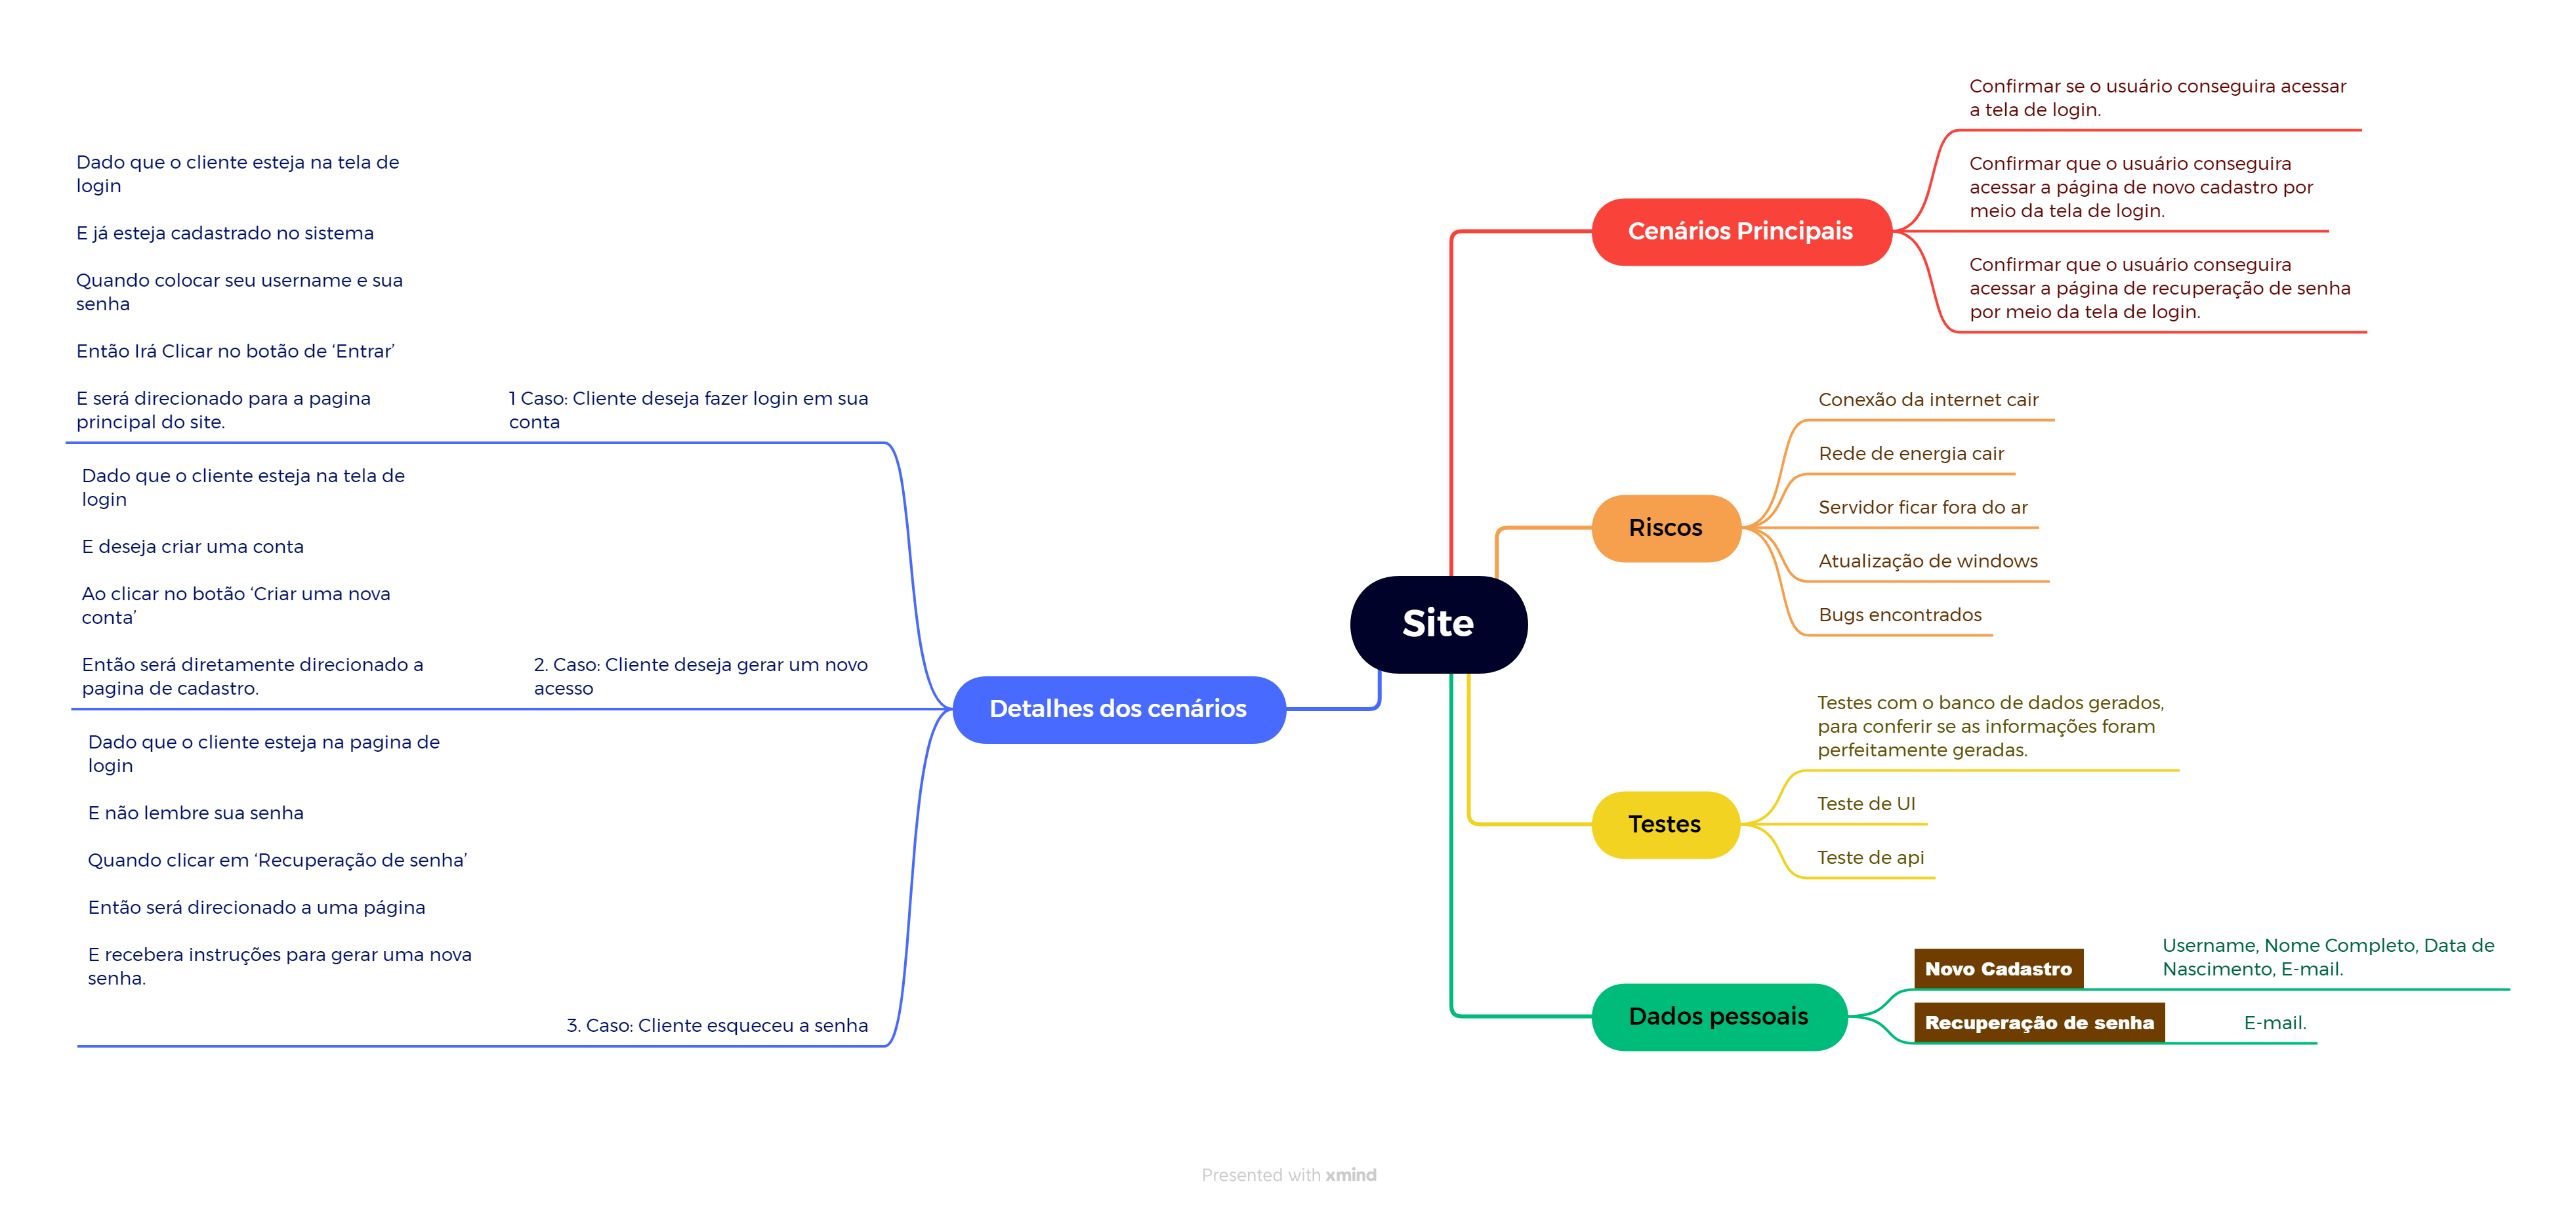 Site
Cenários Principais
Confirmar se o usuário conseguira acessar
a tela de login.
Confirmar que o usuário conseguira
acessar a página de novo cadastro por
meio da tela de login.
Confirmar que o usuário conseguira
acessar a página de recuperação de senha
por meio da tela de login.
Riscos
Conexão da internet cair
Rede de energia cair
Servidor ficar fora do ar
Atualização de windows
Bugs encontrados
Testes
Testes com o banco de dados gerados,
para conferir se as informações foram
perfeitamente geradas.
Teste de UI
Teste de api
Dados pessoais
Novo Cadastro
Username, Nome Completo, Data de
Nascimento, E-mail.
Recuperação de senha
E-mail.
Detalhes dos cenários
1 Caso: Cliente deseja fazer login em sua
conta
Dado que o cliente esteja na tela de
login
E já esteja cadastrado no sistema
Quando colocar seu username e sua
senha
Então Irá Clicar no botão de ‘Entrar’
E será direcionado para a pagina
principal do site.
2. Caso: Cliente deseja gerar um novo
acesso
Dado que o cliente esteja na tela de
login
E deseja criar uma conta
Ao clicar no botão ‘Criar uma nova
conta’
Então será diretamente direcionado a
pagina de cadastro.
3. Caso: Cliente esqueceu a senha
Dado que o cliente esteja na pagina de
login
E não lembre sua senha
Quando clicar em ‘Recuperação de senha’
Então será direcionado a uma página
E recebera instruções para gerar uma nova
senha.
Presented with xmind